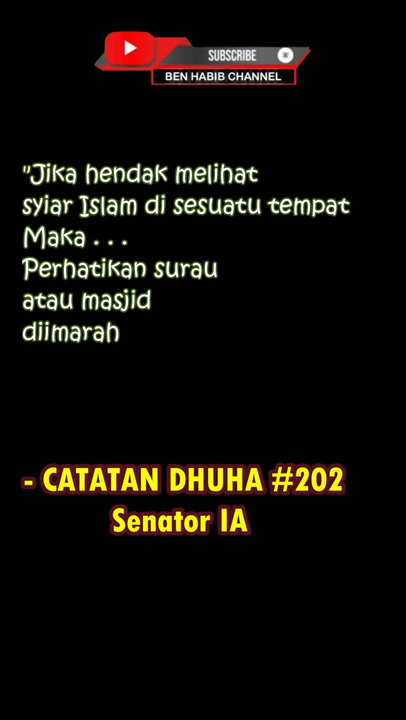 SUBSCRIBE
BEN HABIB CHANNEL
"Jika hendak melihat
syiar Islam di sesuatu tempat
Maka . . .
Perhatikan surau
atau masjid
diimarah
- CATATAN DHUHA #202
Senator IA